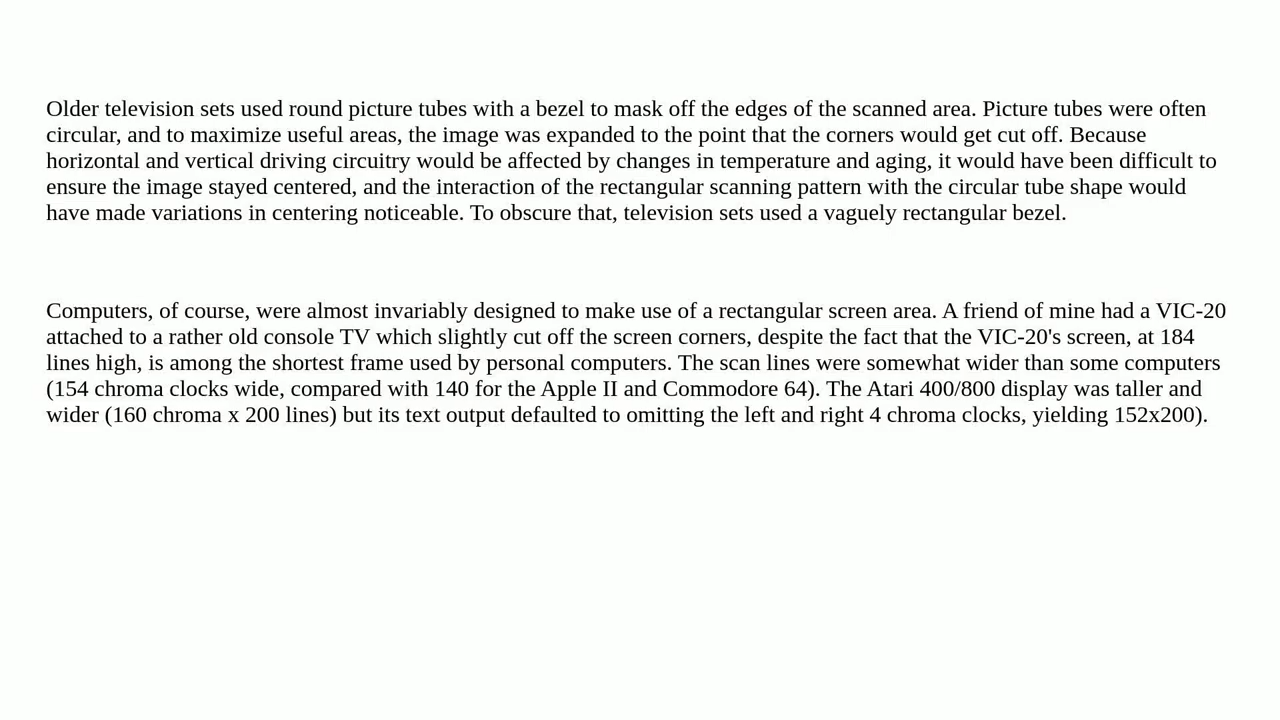 Older television sets used round picture tubes with a bezel to mask off the edges of the scanned area. Picture tubes were often
circular, and to maximize useful areas, the image was expanded to the point that the corners would get cut off. Because
horizontal and vertical driving circuitry would be affected by changes in temperature and aging, it would have been difficult to
ensure the image stayed centered, and the interaction of the rectangular scanning pattern with the circular tube shape would
have made variations in centering noticeable. To obscure that, television sets used a vaguely rectangular bezel.
Computers, of course, were almost invariably designed to make use of a rectangular screen area. A friend of mine had a VIC-20
attached to a rather old console TV which slightly cut off the screen corners, despite the fact that the VIC-20's screen, at 184
lines high, is among the shortest frame used by personal computers. The scan lines were somewhat wider than some computers
(154 chroma clocks wide, compared with 140 for the Apple II and Commodore 64). The Atari 400/800 display was taller and
wider (160 chroma x 200 lines) but its text output defaulted to omitting the left and right 4 chroma clocks, yielding 152x200).